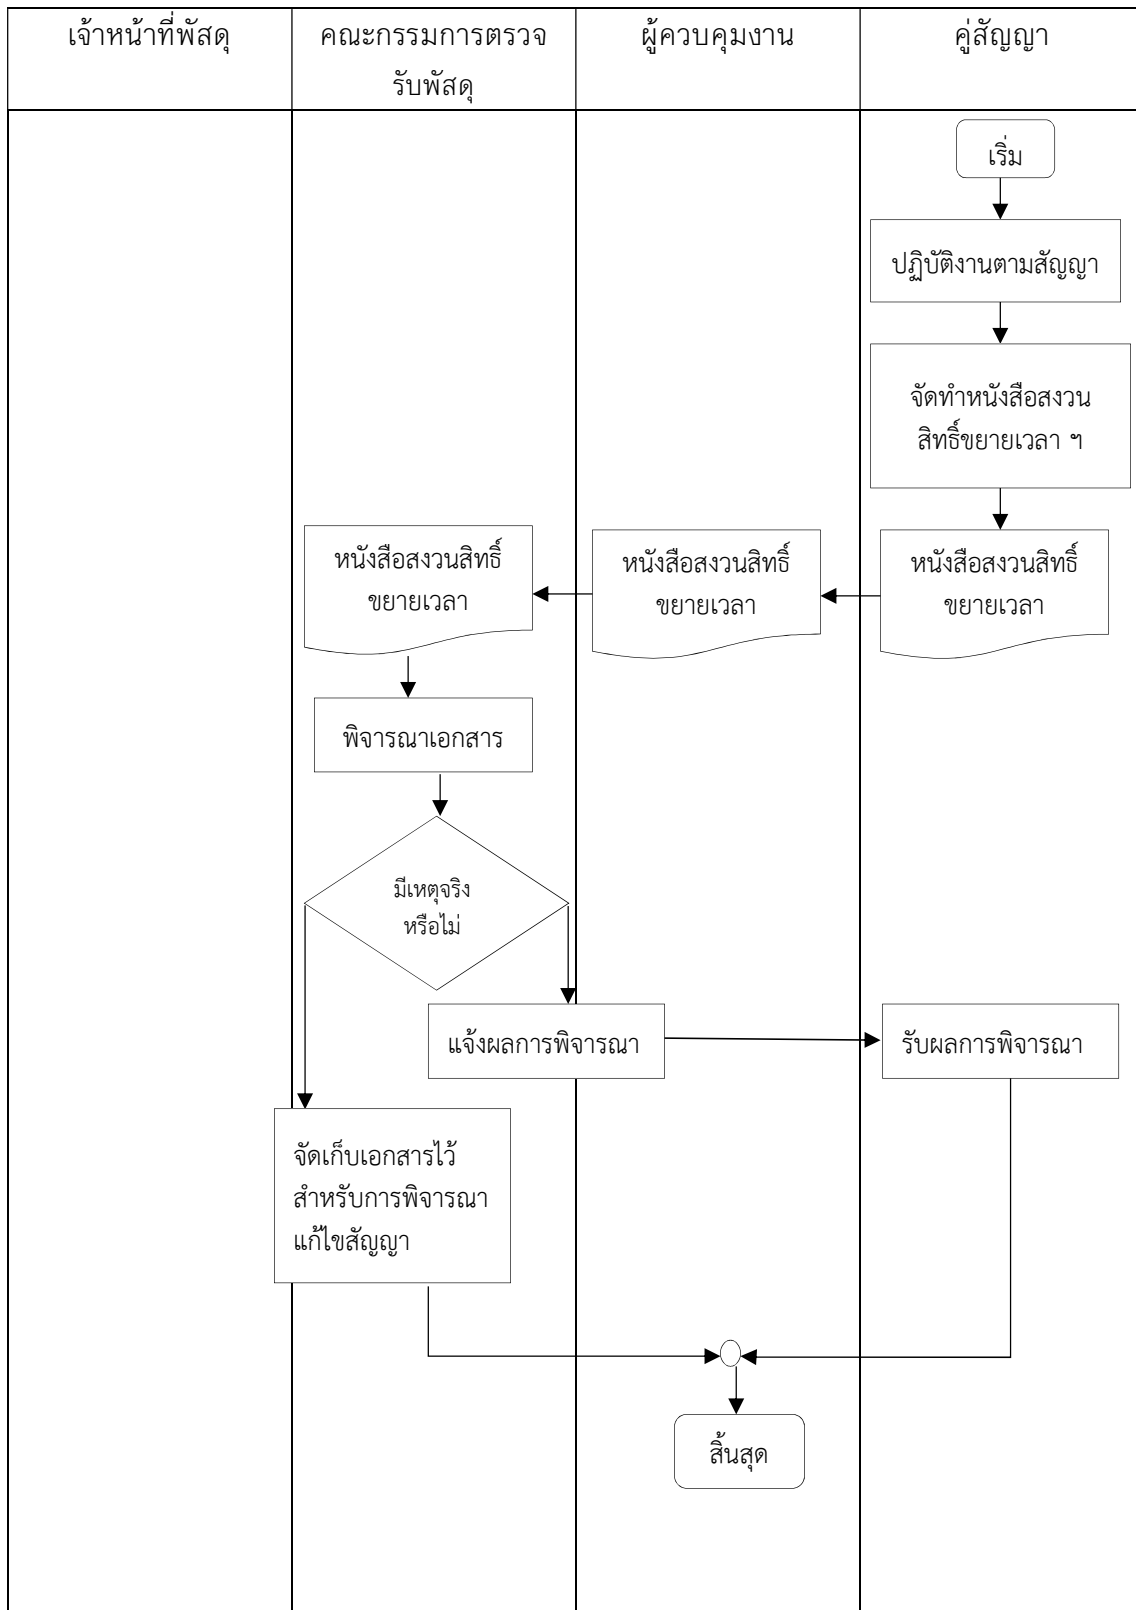 เจ้าหน้าที่พัสดุ
คณะกรรมการตรวจ
รับพัสดุ
ผู้ควบคุมงาน
คู่สัญญา
เริ่ม
ปฏิบัติงานตามสัญญา
จัดทำหนังสือสงวน
สิทธิ์ขยายเวลา ฯ
หนังสือสงวนสิทธิ์
ขยายเวลา
หนังสือสงวนสิทธิ์
ขยายเวลา
หนังสือสงวนสิทธิ์
ขยายเวลา
พิจารณาเอกสาร
มีเหตุจริง
หรือไม่
แจ้งผลการพิจารณา
รับผลการพิจารณา
จัดเก็บเอกสารไว้
สำหรับการพิจารณา
แก้ไขสัญญา
สิ้นสุด